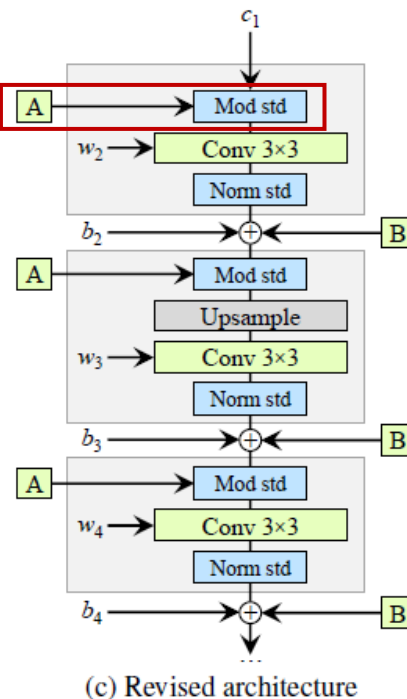 c₁
A Mod std
w₂ Conv 3×3
Norm std
b₂ + B
A Mod std
Upsample
w₃ Conv 3×3
Norm std
b₃ + B
A Mod std
w₄ Conv 3×3
Norm std
b₄ + B
...
(c) Revised architecture